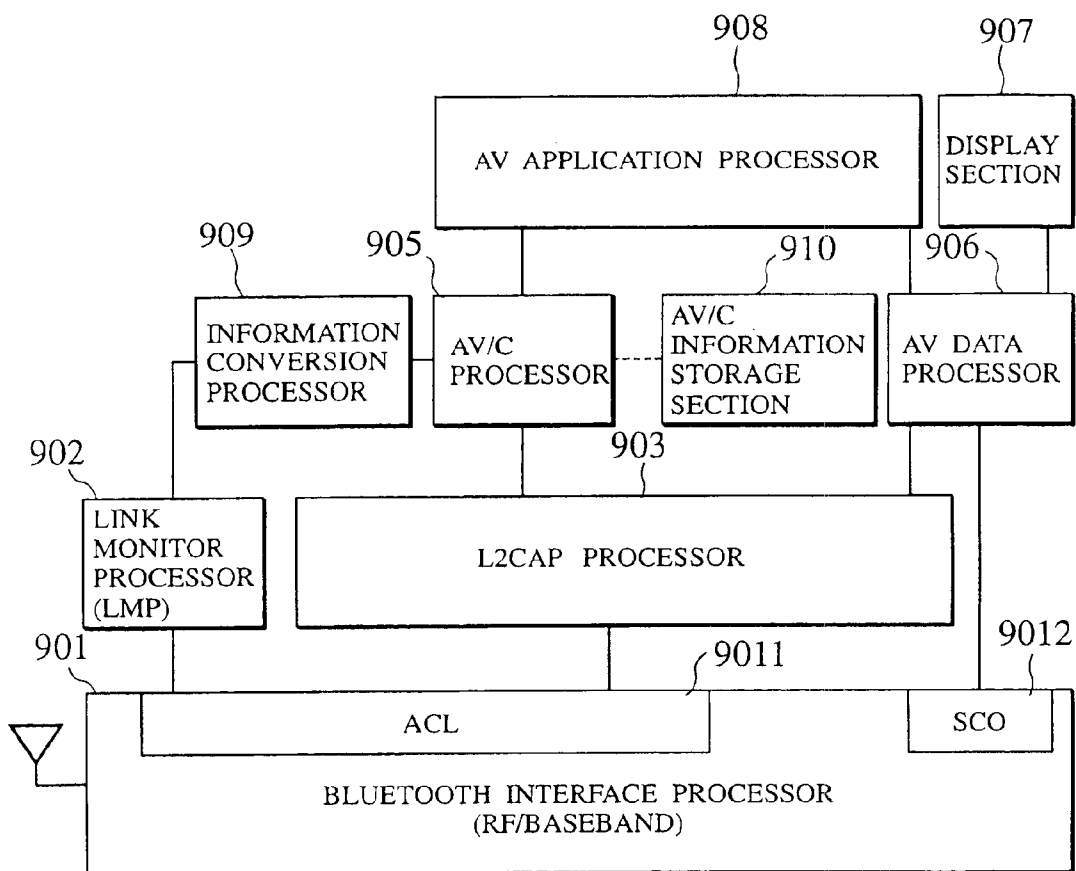 908
907
AV APPLICATION PROCESSOR
DISPLAY
SECTION
909
905
910
906
INFORMATION
CONVERSION
PROCESSOR
AV/C
PROCESSOR
AV/C
INFORMATION
STORAGE
SECTION
AV DATA
PROCESSOR
902
903
LINK
MONITOR
PROCESSOR
(LMP)
L2CAP PROCESSOR
901
9011
9012
ACL
SCO
BLUETOOTH INTERFACE PROCESSOR
(RF/BASEBAND)